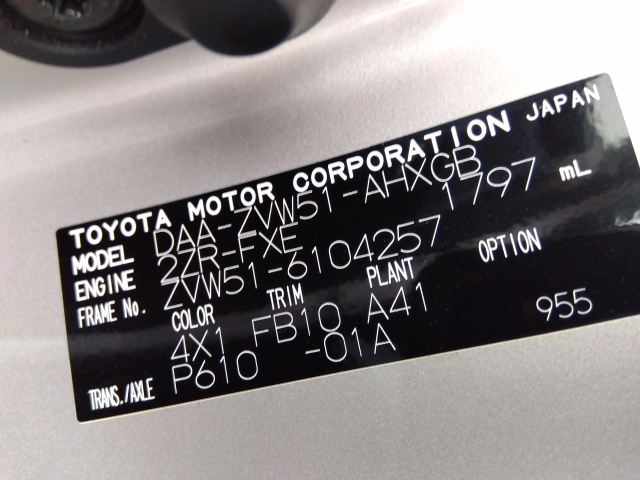 TOYOTA MOTOR CORPORATION JAPAN
MODEL DAA-ZVW51-AHXGB
ENGINE 2ZR-FXE 1797 mL
FRAME No. ZVW51-6104257
COLOR TRIM PLANT OPTION
4X1 FB10 A41 955
TRANS./AXLE P610 -01A